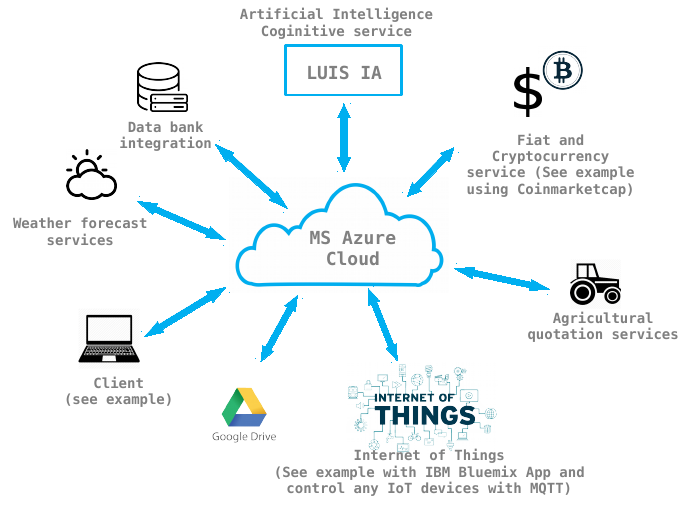 Artificial Intelligence
Coginitive service
LUIS IA
Data bank
integration
Fiat and
Cryptocurrency
service (See example
using Coinmarketcap)
Weather forecast
services
MS Azure
Cloud
Agricultural
quotation services
Client
(see example)
Google Drive
INTERNET OF
THINGS
Internet of Things
(See example with IBM Bluemix App and
control any IoT devices with MQTT)